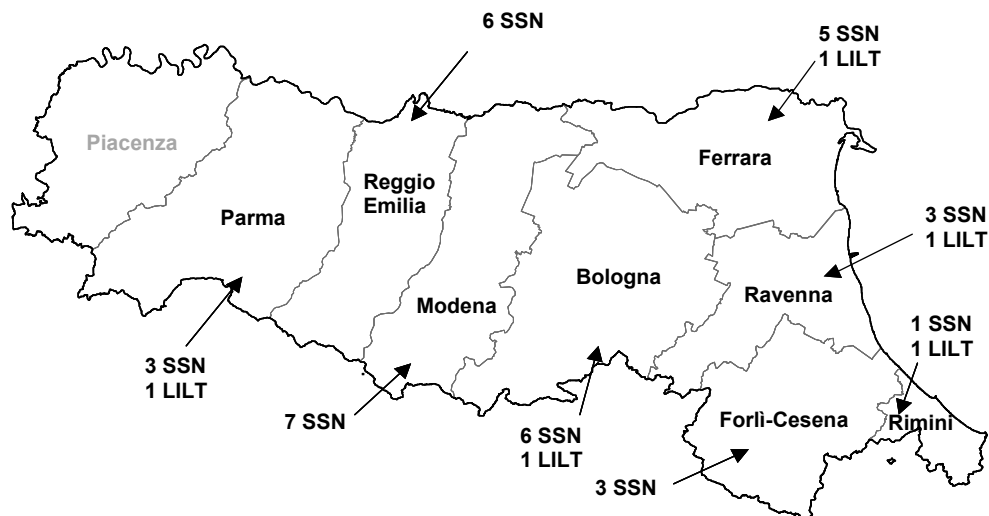 6 SSN
5 SSN
1 LILT
Piacenza
Ferrara
Reggio
Emilia
Parma
3 SSN
1 LILT
Bologna
Ravenna
Modena
1 SSN
1 LILT
3 SSN
1 LILT
7 SSN
Forlì-Cesena
Rimini
6 SSN
1 LILT
3 SSN